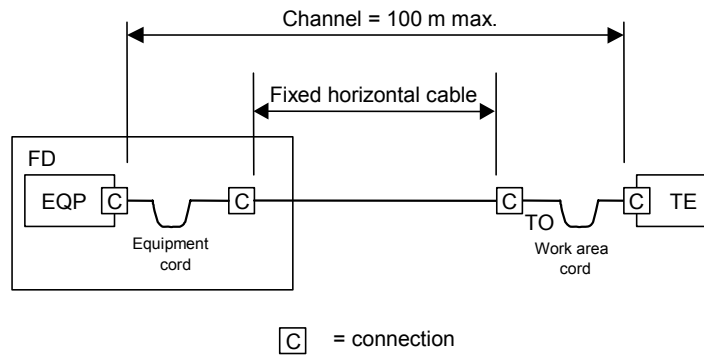 Channel = 100 m max.
Fixed horizontal cable
FD
EQP
C
C
C
C
TE
TO
Equipment
cord
Work area
cord
C = connection